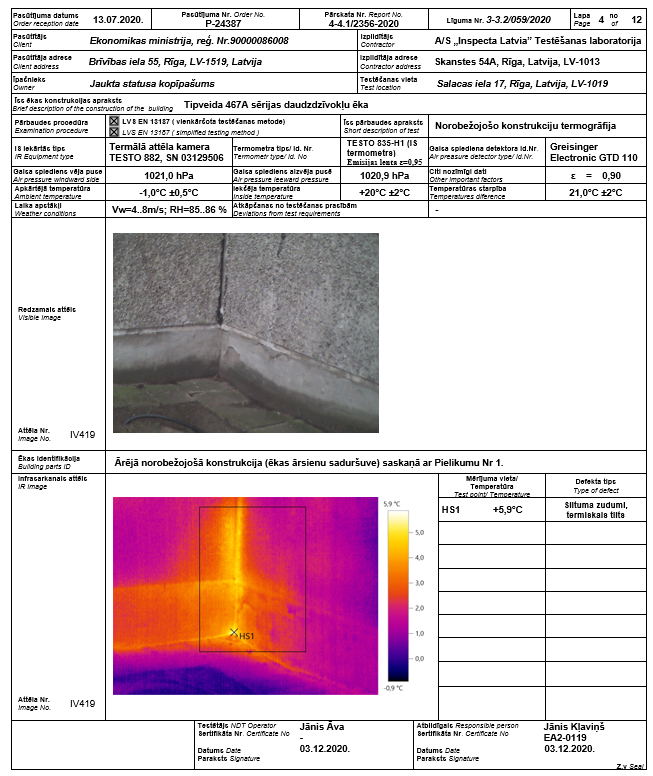 Pasūtījuma datums
Order reception date
13.07.2020.
Pasūtījuma Nr. Order No.
P-24387
Pārskata Nr. Report No.
4-4.1/2356-2020
Līguma Nr. 3-3.2/059/2020
Lapa
Page
4
no
of
12
Pasūtītājs
Client
Ekonomikas ministrija, reģ. Nr.90000086008
Izpildītājs
Contractor
A/S „Inspecta Latvia” Testēšanas laboratorija
Pasūtītāja adrese
Client address
Brīvības iela 55, Rīga, LV-1519, Latvija
Izpildītāja adrese
Contractor address
Skanstes 54A, Rīga, Latvija, LV-1013
Īpašnieks
Owner
Jaukta statusa kopīpašums
Testēšanas vieta
Test location
Salacas iela 17, Rīga, Latvija, LV-1019
Īss ēkas konstrukcijas apraksts
Brief description of the construction of the building
Tipveida 467A sērijas daudzdzīvokļu ēka
Pārbaudes procedūra
Examination procedure
LVS EN 13187 ( vienkāršota testēšanas metode)
LVS EN 13187 ( simplified testing method )
Īss pārbaudes apraksts
Short description of test
Norobežojošo konstrukciju termogrāfija
IS iekārtās tips
IR Equipment type
Termālā attēla kamera
TESTO 882, SN 03129506
Termometra tips/ Id. No
Termometr type/ Id. No
TESTO 835-H1 (IS
termometrs)
Emisijas lenta ε=0,95
Gaisa spiediena detektora Id.Nr.
Air pressure detector type/ Id.Nr.
Greisinger
Electronic GTD 110
Gaisa spiediens vēja puse
Air pressure windward side
1021,0 hPa
Gaisa spiediens aizvēja pusē
Air pressure leeward pressure
1020,9 hPa
Citi nozīmīgi dati
Other important factors
ε = 0,90
Apkārtējā temperatūra
Ambient temperature
-1,0°C ±0,5°C
Iekšēja temperatūra
Inside temperature
+20°C ±2°C
Temperatūras starpība
Temperatures diference
21,0°C ±2°C
Laika apstākļi
Weather conditions
Vw=4..8m/s; RH=85..86 %
Atkāpšanas no testēšanas prasībām
Deviations from test requirements
-
Redzamais attēls
Visible Image
Attēla Nr.
Image No.
IV419
Ēkas identifikācija
Building parts ID
Ārējā norobežojošā konstrukcija (ēkas ārsienu saduršuve) saskaņā ar Pielikumu Nr 1.
Infrasarkanais attēls
IR Image
Mērījuma vieta/
Temperatūra
Test point/ Temperature
Defekta tips
Type of defect
HS1
+5,9°C
Siltuma zudumi,
termiskais tilts
5,9 °C
5,0
4,0
3,0
2,0
1,0
0,0
-0,9 °C
HS1
Attēla Nr.
Image No.
IV419
Testētājs NDT Operator
Jānis Āva
Sertifikāta Nr. Certificate No
-
Datums Date
03.12.2020.
Paraksts Signature
Atbildīgais Responsible person
Jānis Kļaviņš
Sertifikāta Nr. Certificate No
EA2-0119
Datums Date
03.12.2020.
Paraksts Signature
Z.v Seal